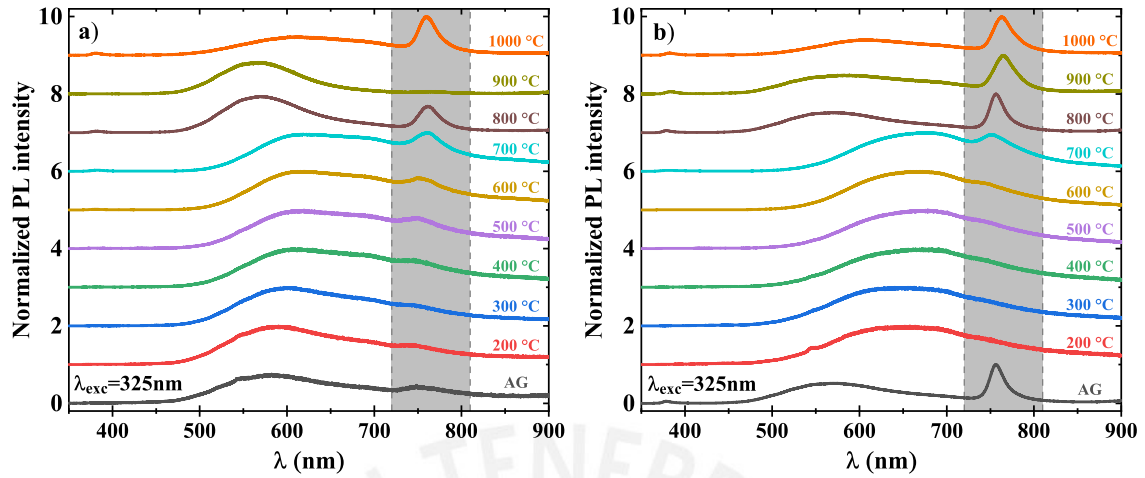 a)
10
8
6
4
2
0
Normalized PL intensity
1000 °C
900 °C
800 °C
700 °C
600 °C
500 °C
400 °C
300 °C
200 °C
AG
λexc=325nm
400 500 600 700 800 900
λ (nm)
b)
10
8
6
4
2
0
Normalized PL intensity
1000 °C
900 °C
800 °C
700 °C
600 °C
500 °C
400 °C
300 °C
200 °C
AG
λexc=325nm
400 500 600 700 800 900
λ (nm)
TENEBR